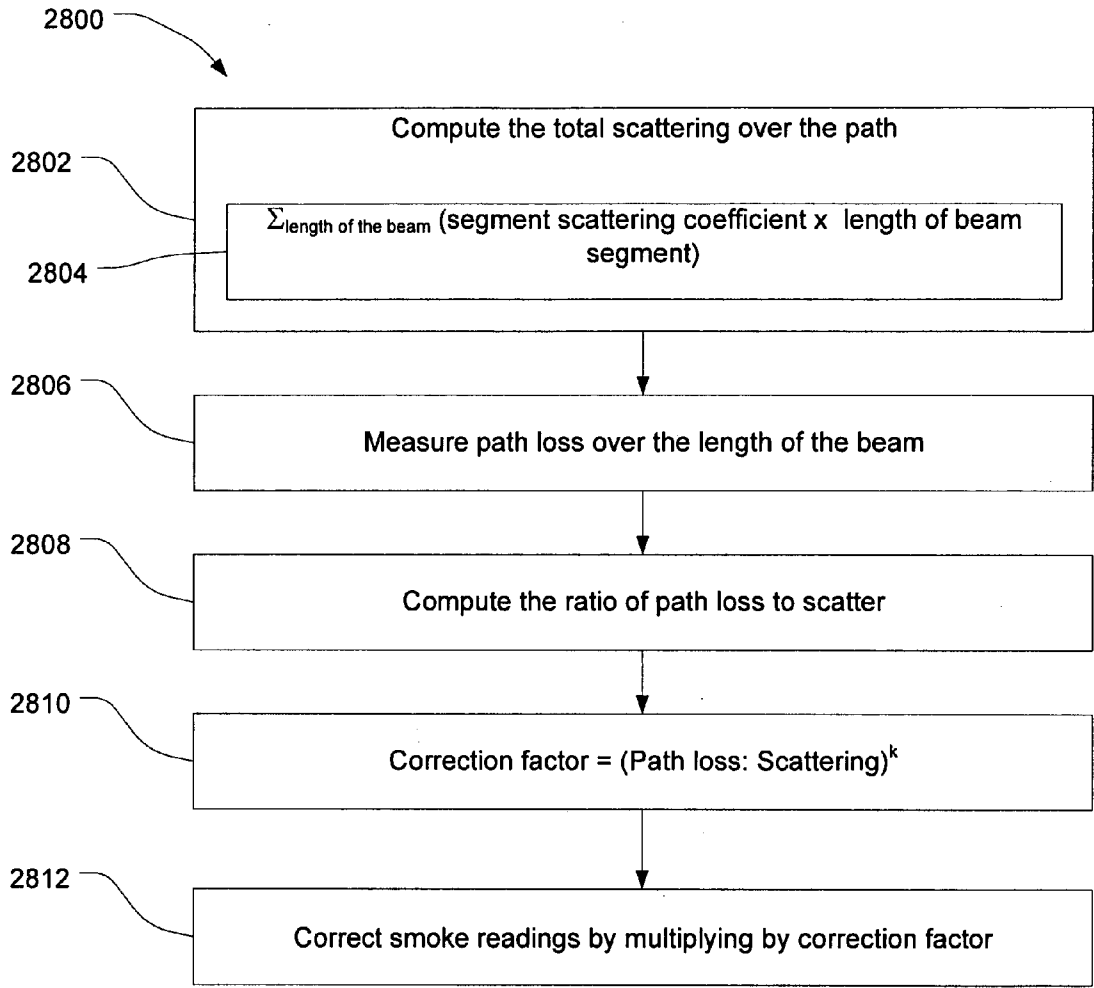 2800
Compute the total scattering over the path
2802
Σlength of the beam (segment scattering coefficient x length of beam
segment)
2804
2806
Measure path loss over the length of the beam
2808
Compute the ratio of path loss to scatter
2810
Correction factor = (Path loss: Scattering)^k
2812
Correct smoke readings by multiplying by correction factor